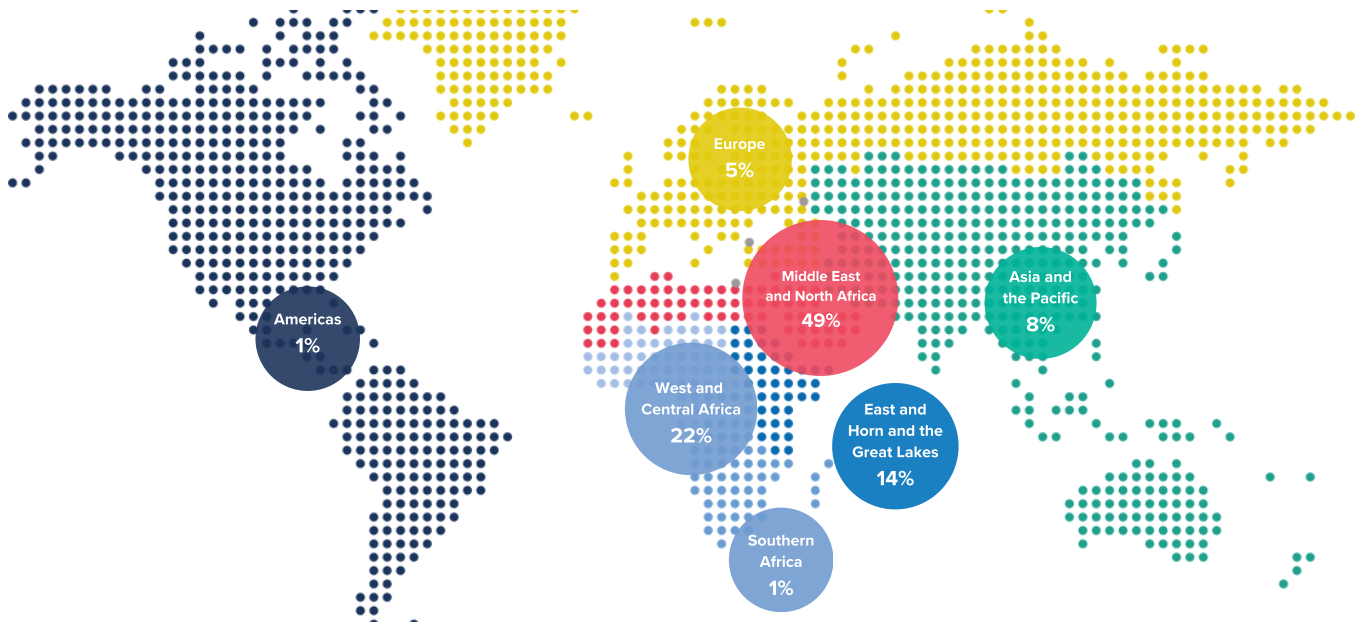 Europe
5%
Middle East
and North Africa
49%
Asia and
the Pacific
8%
Americas
1%
West and
Central Africa
22%
East and
Horn and the
Great Lakes
14%
Southern
Africa
1%